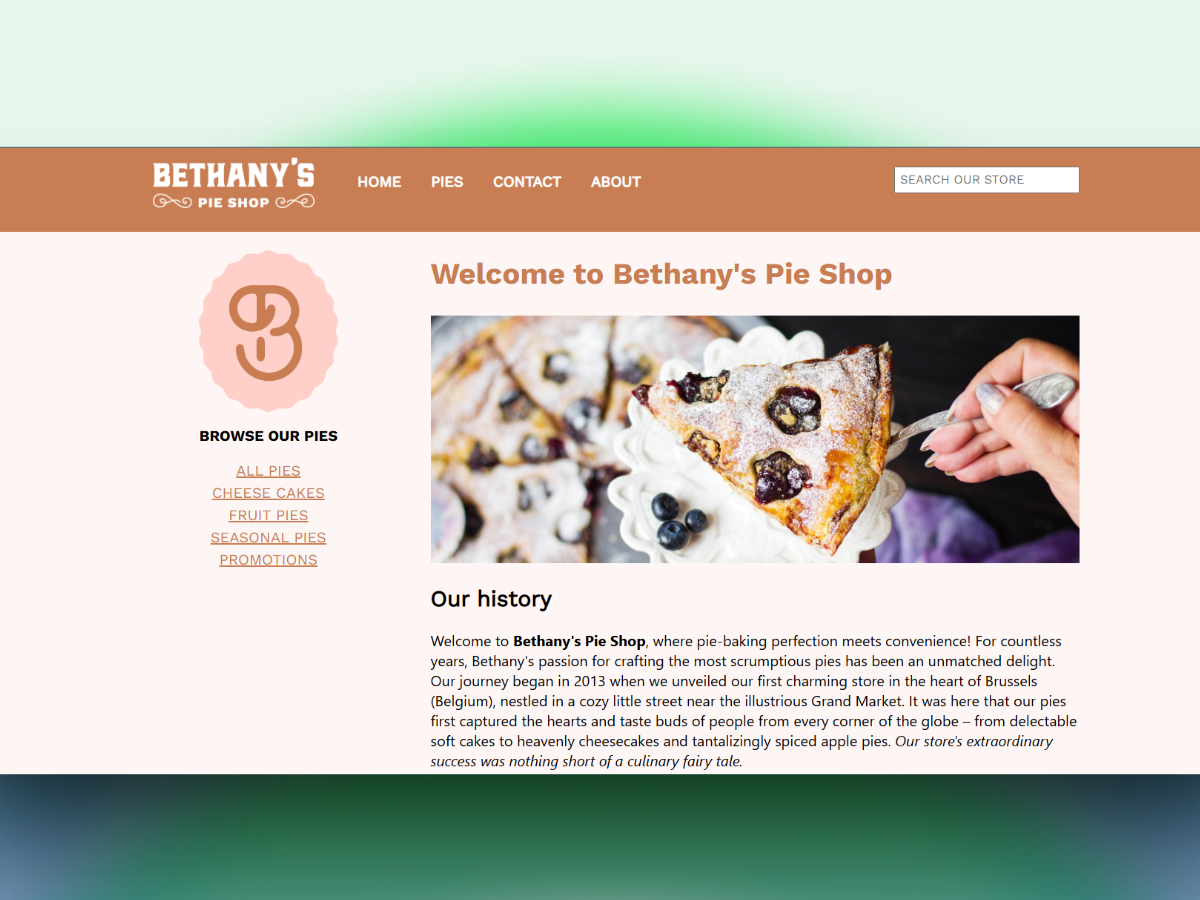 BETHANY'S
PIE SHOP
HOME PIES CONTACT ABOUT
SEARCH OUR STORE
B
BROWSE OUR PIES
ALL PIES
CHEESE CAKES
FRUIT PIES
SEASONAL PIES
PROMOTIONS
Welcome to Bethany's Pie Shop
Our history
Welcome to Bethany's Pie Shop, where pie-baking perfection meets convenience! For countless
years, Bethany's passion for crafting the most scrumptious pies has been an unmatched delight.
Our journey began in 2013 when we unveiled our first charming store in the heart of Brussels
(Belgium), nestled in a cozy little street near the illustrious Grand Market. It was here that our pies
first captured the hearts and taste buds of people from every corner of the globe – from delectable
soft cakes to heavenly cheesecakes and tantalizingly spiced apple pies. Our store's extraordinary
success was nothing short of a culinary fairy tale.